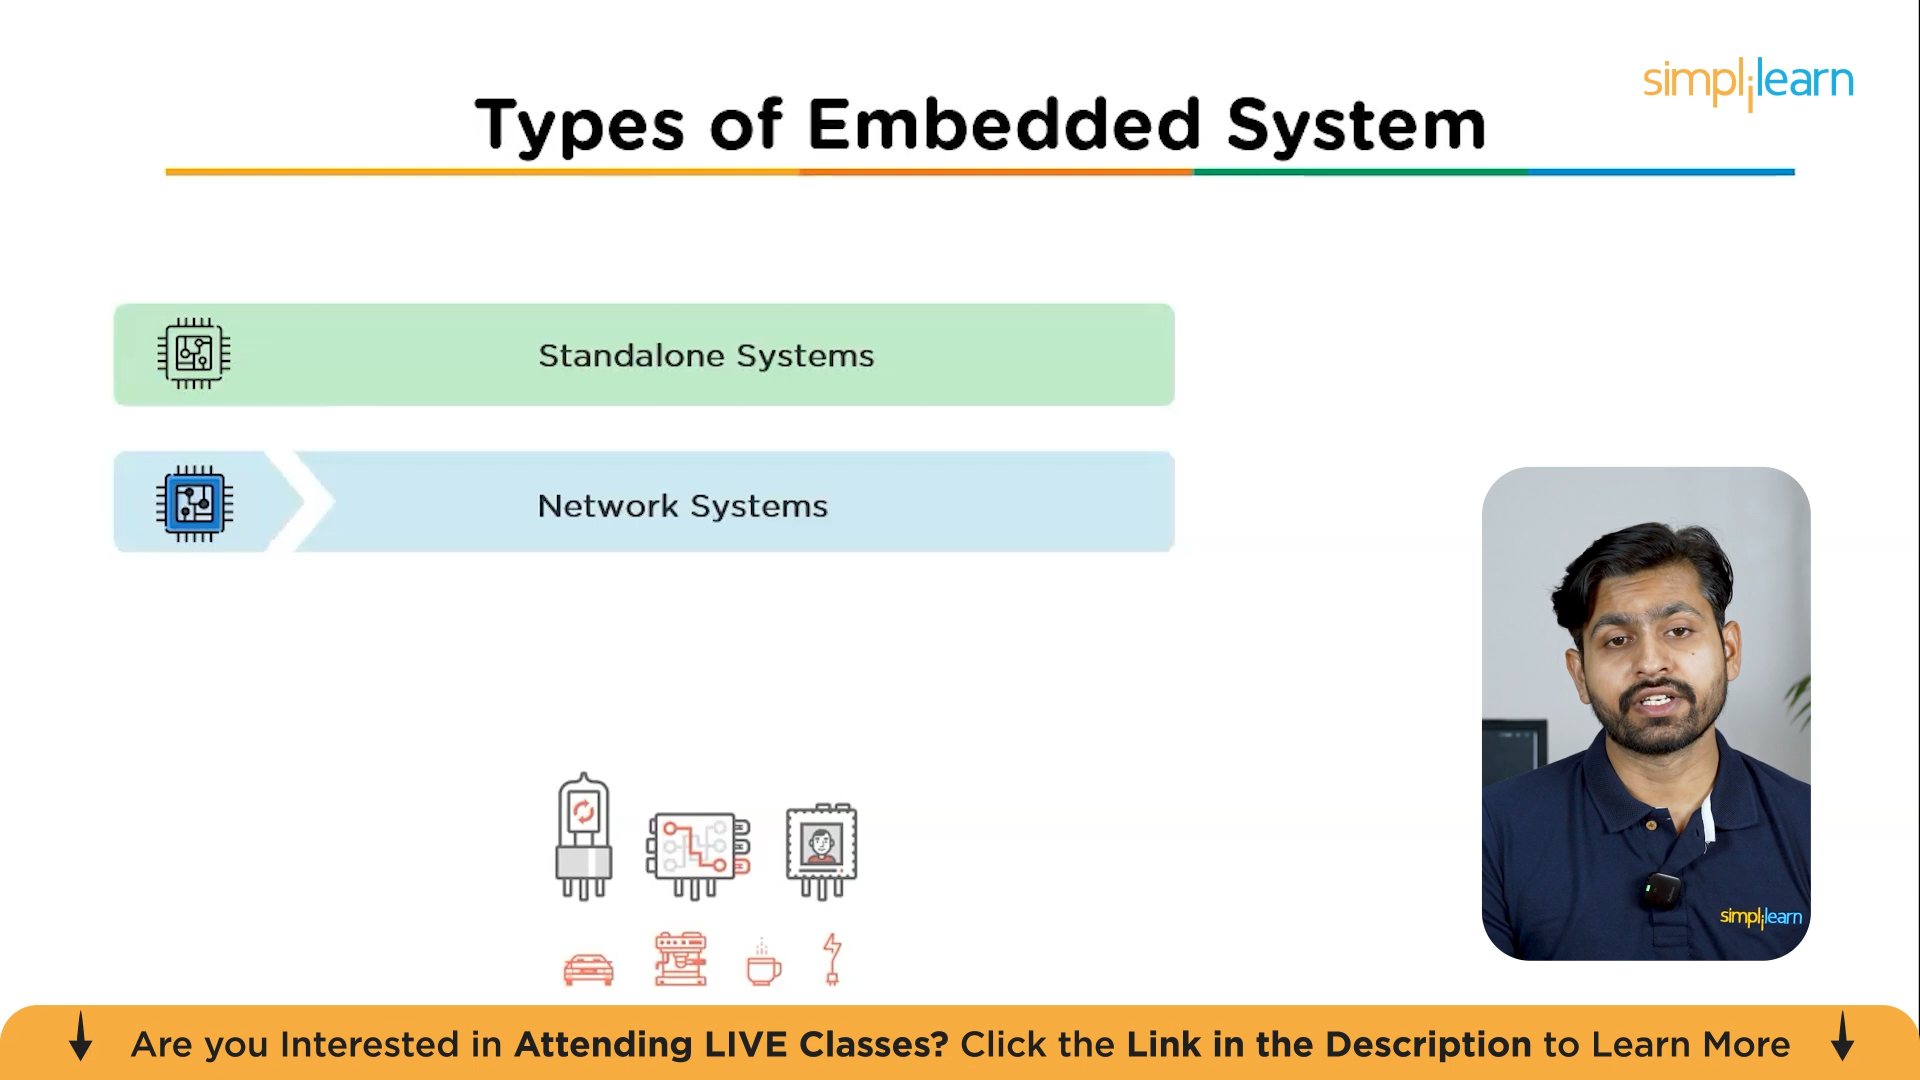 simplilearn
Types of Embedded System
Standalone Systems
Network Systems
simplilearn
Are you Interested in Attending LIVE Classes? Click the Link in the Description to Learn More